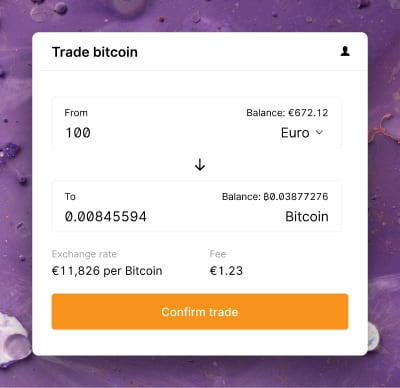 Trade bitcoin
From
Balance: €672.12
100
Euro
To
Balance: ₿0.03877276
0.00845594
Bitcoin
Exchange rate
Fee
€11,826 per Bitcoin
€1.23
Confirm trade